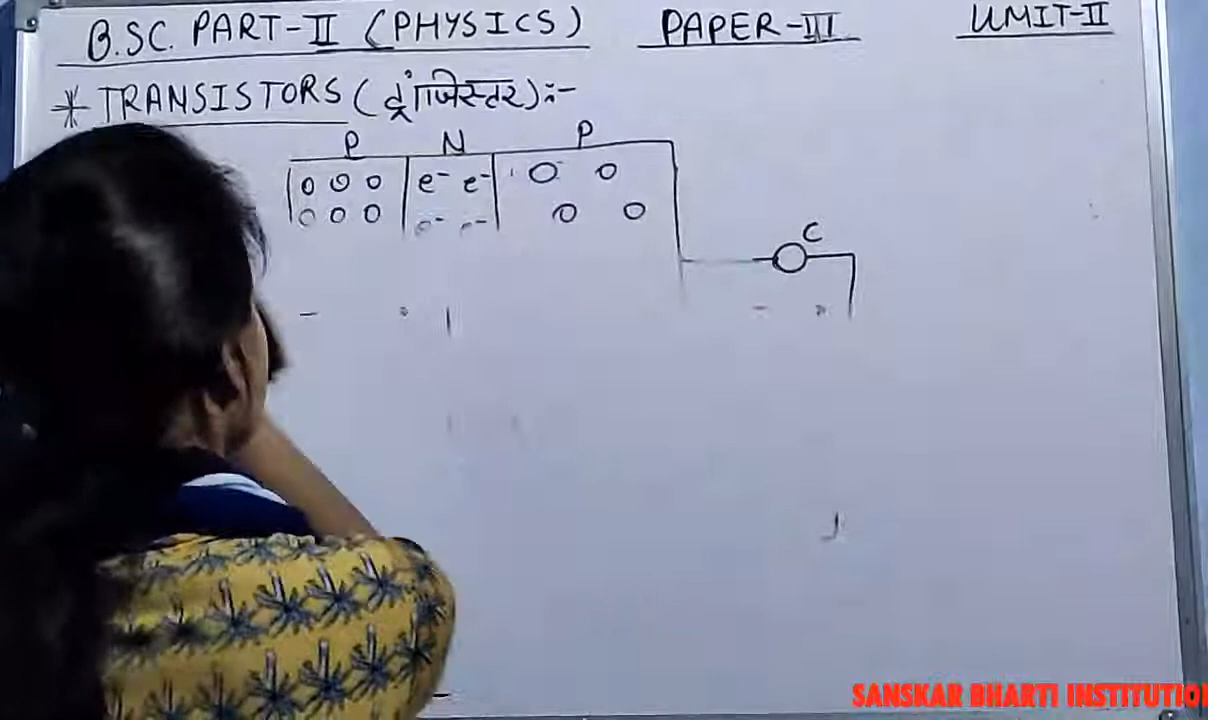 B.SC. PART-II (PHYSICS) PAPER-III UNIT-II
* TRANSISTORS (ट्रांजिस्टर):-
P N P
e⁻ e⁻
C
SANSKAR BHARTI INSTITUTIO